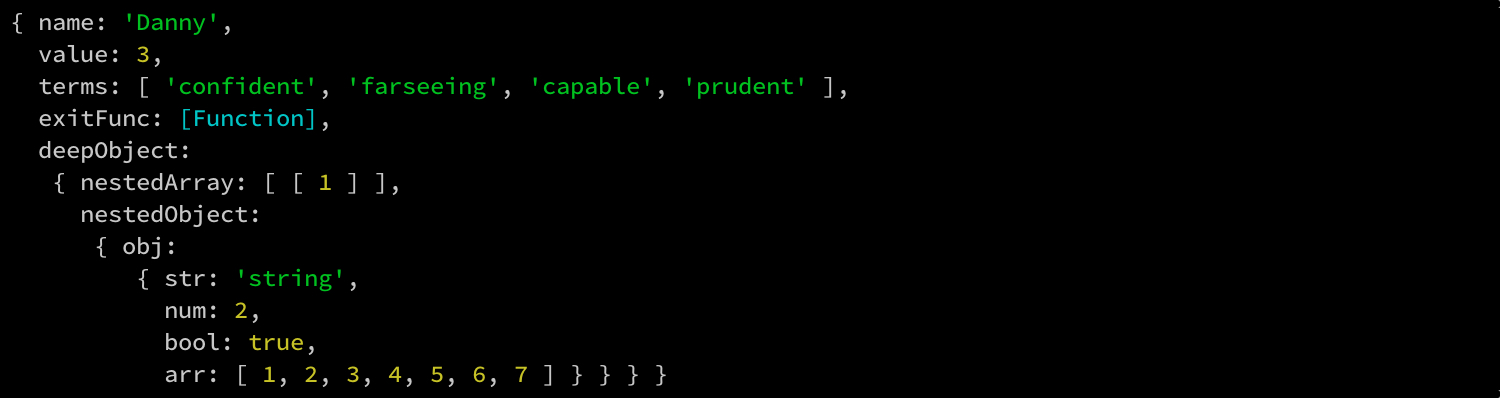 { name: 'Danny',
  value: 3,
  terms: [ 'confident', 'farseeing', 'capable', 'prudent' ],
  exitFunc: [Function],
  deepObject:
   { nestedArray: [ [ 1 ] ],
     nestedObject:
      { obj:
         { str: 'string',
           num: 2,
           bool: true,
           arr: [ 1, 2, 3, 4, 5, 6, 7 ] } } } }